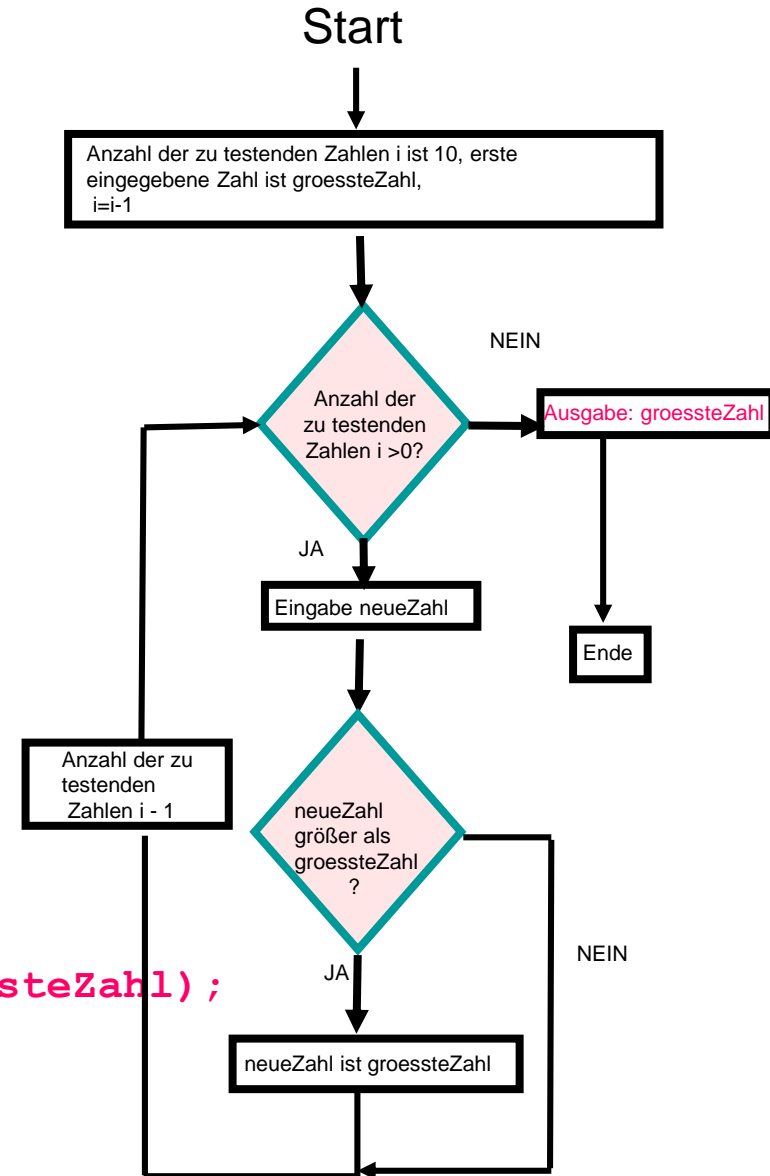 Start
Anzahl der zu testenden Zahlen i ist 10, erste
eingegebene Zahl ist groessteZahl,
i=i-1
NEIN
Anzahl der
zu testenden
Zahlen i >0?
Ausgabe: groessteZahl
JA
Eingabe neueZahl
Ende
Anzahl der zu
testenden
Zahlen i - 1
neueZahl
größer als
groessteZahl
?
NEIN
JA
steZahl);
neueZahl ist groessteZahl